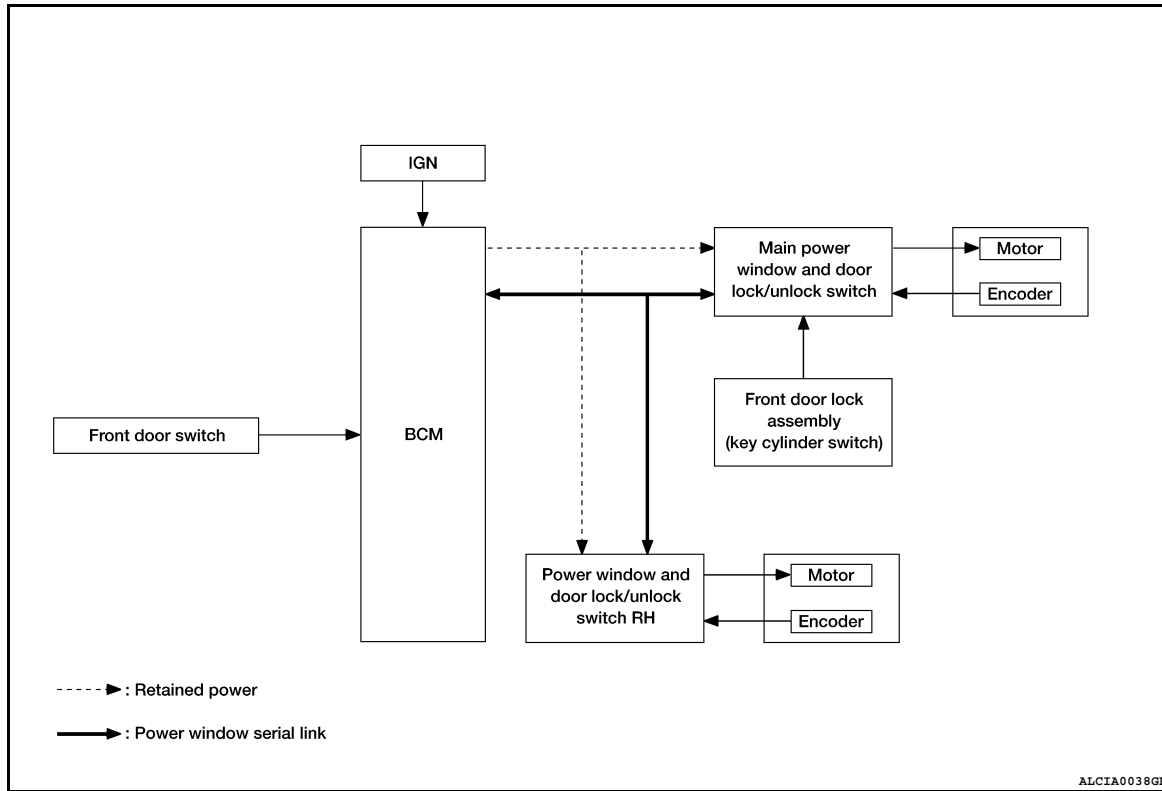 IGN
Main power
window and door
lock/unlock switch
Motor
Encoder
Front door lock
assembly
(key cylinder switch)
Front door switch
BCM
Power window and
door lock/unlock
switch RH
Motor
Encoder
: Retained power
: Power window serial link